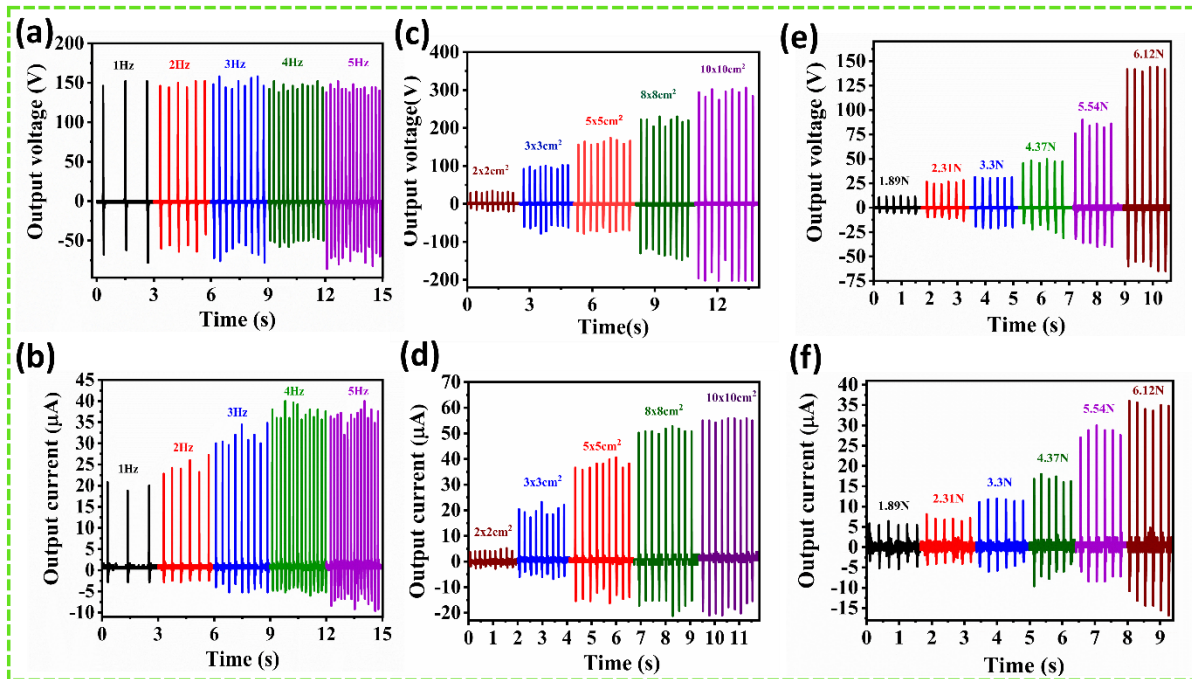 (a)
200
150
100
50
0
-50
Output voltage (V)
1Hz
2Hz
3Hz
4Hz
5Hz
0 3 6 9 12 15
Time (s)
(c)
400
300
200
100
0
-100
-200
Output voltage(V)
2x2cm²
3x3cm²
5x5cm²
8x8cm²
10x10cm²
0 3 6 9 12
Time(s)
(e)
150
125
100
75
50
25
0
-25
-50
-75
Output voltage (V)
1.89N
2.31N
3.3N
4.37N
5.54N
6.12N
0 1 2 3 4 5 6 7 8 9 10
Time (s)
(b)
45
40
35
30
25
20
15
10
5
0
-5
-10
Output current (μA)
1Hz
2Hz
3Hz
4Hz
5Hz
0 3 6 9 12 15
Time (s)
(d)
70
60
50
40
30
20
10
0
-10
-20
Output current (μA)
2x2cm²
3x3cm²
5x5cm²
8x8cm²
10x10cm²
0 1 2 3 4 5 6 7 8 9 10 11
Time (s)
(f)
40
35
30
25
20
15
10
5
0
-5
-10
-15
Output current (μA)
1.89N
2.31N
3.3N
4.37N
5.54N
6.12N
0 1 2 3 4 5 6 7 8 9
Time (s)